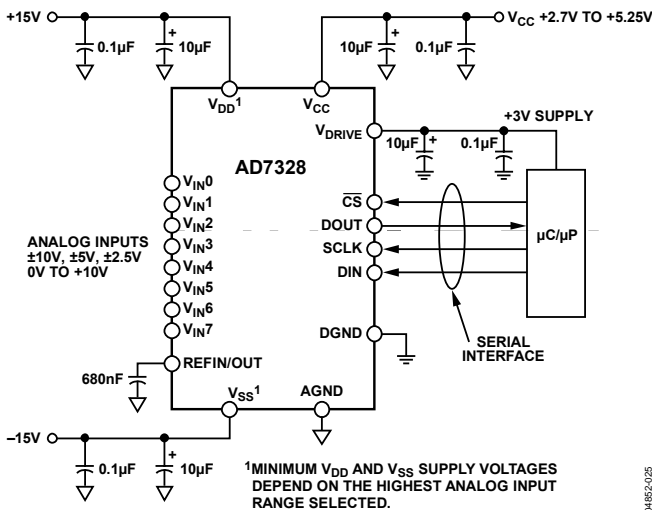 +15V
0.1µF
+
10µF
VDD1
VCC +2.7V TO +5.25V
10µF
+
0.1µF
VCC
VDRIVE
+3V SUPPLY
10µF
+
0.1µF
AD7328
VIN0
VIN1
VIN2
VIN3
VIN4
VIN5
VIN6
VIN7
ANALOG INPUTS
±10V, ±5V, ±2.5V
0V TO +10V
CS
DOUT
SCLK
DIN
µC/µP
DGND
SERIAL
INTERFACE
REFIN/OUT
680nF
VSS1
AGND
–15V
0.1µF
+
10µF
1MINIMUM VDD AND VSS SUPPLY VOLTAGES
DEPEND ON THE HIGHEST ANALOG INPUT
RANGE SELECTED.
04852-025